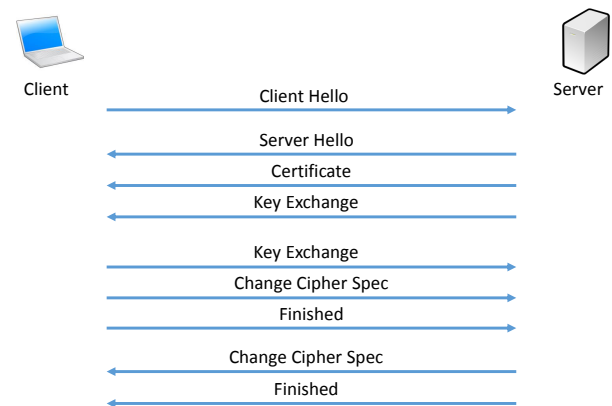 Client
Server
Client Hello
Server Hello
Certificate
Key Exchange
Key Exchange
Change Cipher Spec
Finished
Change Cipher Spec
Finished